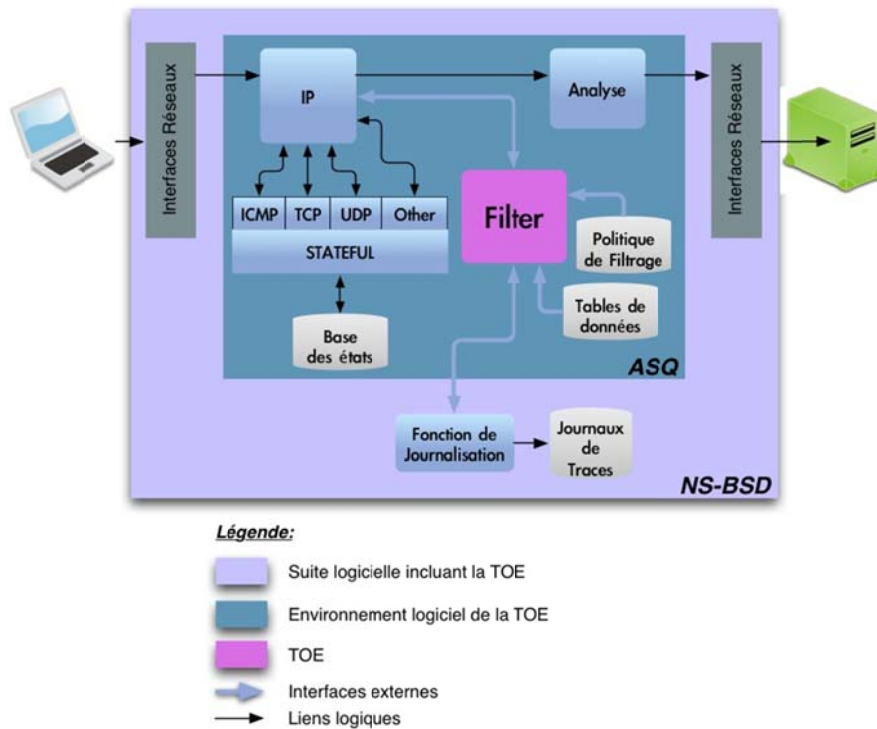 Interfaces Réseaux
IP
Analyse
Interfaces Réseaux
ICMP
TCP
UDP
Other
STATEFUL
Filter
Politique
de Filtrage
Tables de
données
Base
des états
ASQ
Fonction de
Journalisation
Journaux
de
Traces
NS-BSD
Légende:
Suite logicielle incluant la TOE
Environnement logiciel de la TOE
TOE
Interfaces externes
Liens logiques